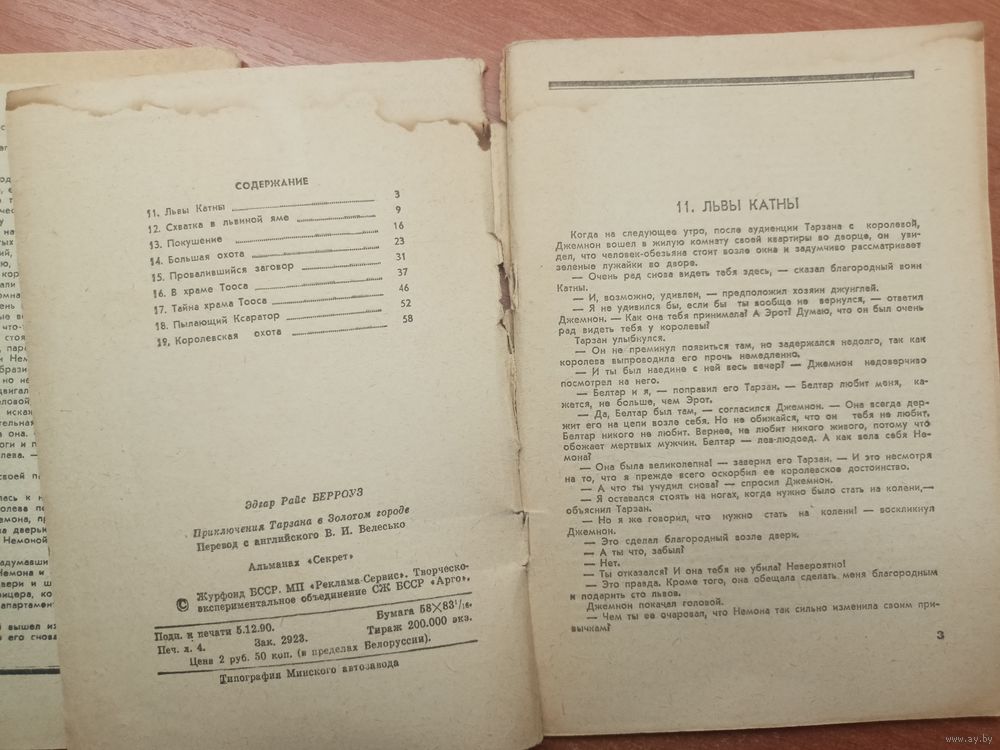 СОДЕРЖАНИЕ
11. Львы Катны 3
12. Схватка в львиной яме 9
13. Покушение 16
14. Большая охота 23
15. Провалившийся заговор 31
16. В храме Тооса 37
17. Тайна храма Тооса 46
18. Пылающий Ксаратор 52
19. Королевская охота 58
Эдгар Райс БЕРРОУЗ
Приключения Тарзана в Золотом городе
Перевод с английского В. И. Велесько
Альманах «Секрет»
© Журфонд БССР. МП «Реклама-Сервис». Творческо-
экспериментальное объединение СЖ БССР «Арго».
Подп. к печати 5.12.90. Бумага 58×83¹/₁₆.
Печ. л. 4. Зак. 2923. Тираж 200.000 экз.
Цена 2 руб. 50 коп. (в пределах Белоруссии).
Типография Минского автозавода
11. ЛЬВЫ КАТНЫ
Когда на следующее утро, после аудиенции Тарзана с королевой,
Джемнон вошел в жилую комнату своей квартиры во дворце, он уви-
дел, что человек-обезьяна стоит возле окна и задумчиво рассматривает
зеленые лужайки во дворе.
— Очень рад снова видеть тебя здесь, — сказал благородный воин
Катны.
— И, возможно, удивлен, — предположил хозяин джунглей.
— Я не удивился бы, если бы ты вообще не вернулся, — ответил
Джемнон. — Как она тебя принимала? А Эрот? Думаю, что он был очень
рад видеть тебя у королевы?
Тарзан улыбнулся.
— Он не преминул появиться там, но задержался недолго, так как
королева выпроводила его прочь немедленно.
— И ты был наедине с ней весь вечер? — Джемнон недоверчиво
посмотрел на него.
— Белтар и я, — поправил его Тарзан. — Белтар любит меня, ка-
жется, не больше, чем Эрот.
— Да, Белтар был там, — согласился Джемнон. — Она всегда дер-
жит его на цепи возле себя. Но не обижайся, что он тебя не любит.
Белтар никого не любит. Вернее, не любит никого живого, потому что
обожает мертвых мужчин. Белтар — лев-людоед. А как вела себя Не-
мона?
— Она была великолепна! — заверил его Тарзан. — И это несмотря
на то, что я прежде всего оскорбил ее королевское достоинство.
— А что ты учудил снова? — спросил Джемнон.
— Я оставался стоять на ногах, когда нужно было стать на колени,—
объяснил Тарзан.
— Но я же говорил, что нужно стать на колени! — воскликнул
Джемнон.
— Это сделал благородный возле двери.
— А ты что, забыл?
— Нет.
— Ты отказался? И она тебя не убила? Невероятно!
— Это правда. Кроме того, она обещала сделать меня благородным
и подарить сто львов.
Джемнон покачал головой.
— Чем ты ее очаровал, что Немона так сильно изменила своим при-
вычкам?
3
www.ay.by